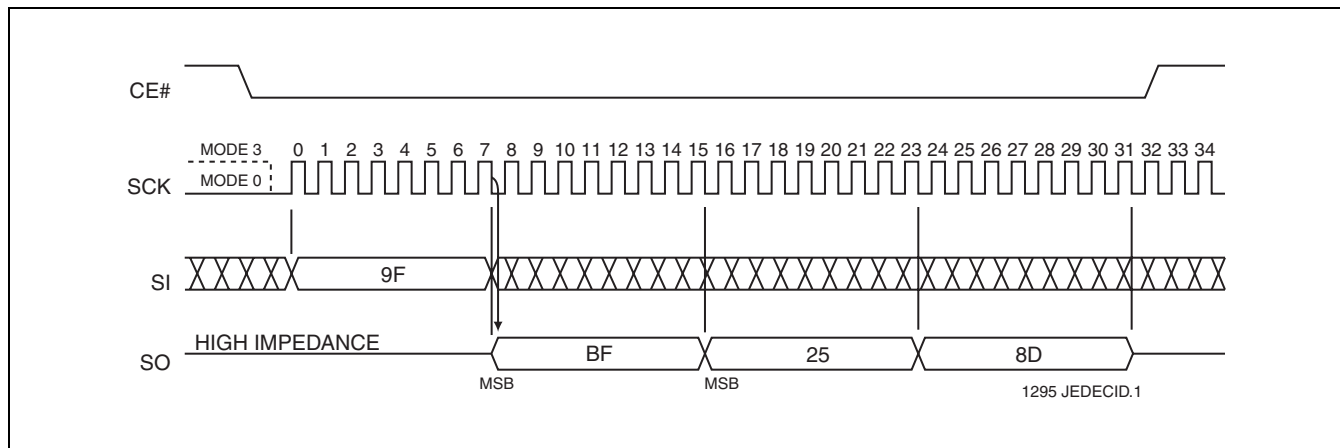 CE#
MODE 3
0 1 2 3 4 5 6 7 8 9 10 11 12 13 14 15 16 17 18 19 20 21 22 23 24 25 26 27 28 29 30 31 32 33 34
SCK
MODE 0
SI
9F
HIGH IMPEDANCE
SO
BF
25
8D
MSB
MSB
1295 JEDECID.1